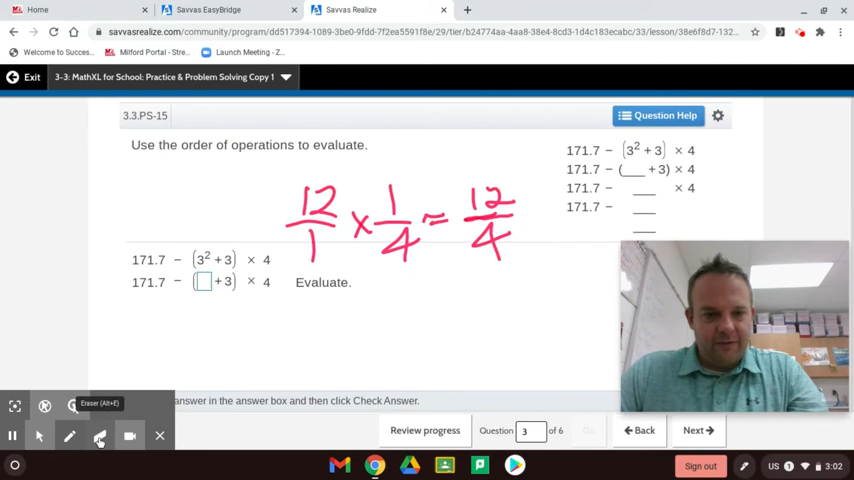 Home
Savvas EasyBridge
Savvas Realize
savvasrealize.com/community/program/dd517394-1089-3be0-9fdd-7f2ea5591f8e/29/tier/b24774aa-4aa8-38e4-8cd3-1d4c183ecabc/33/lesson/38e6f8d7-132...
Welcome to Succes...
Milford Portal - Stre...
Launch Meeting - Z...
Exit
3-3: MathXL for School: Practice & Problem Solving Copy 1
3.3.PS-15
Question Help
Use the order of operations to evaluate.
171.7 − (3² + 3) × 4
171.7 − (___ + 3) × 4
171.7 − ___ × 4
171.7 − ___
___
12/1 × 1/4 = 12/4
171.7 − (3² + 3) × 4
171.7 − ( + 3) × 4 Evaluate.
Eraser (Alt+E)
answer in the answer box and then click Check Answer.
Review progress
Question 3 of 6
Go
Back
Next
Sign out
US
3:02